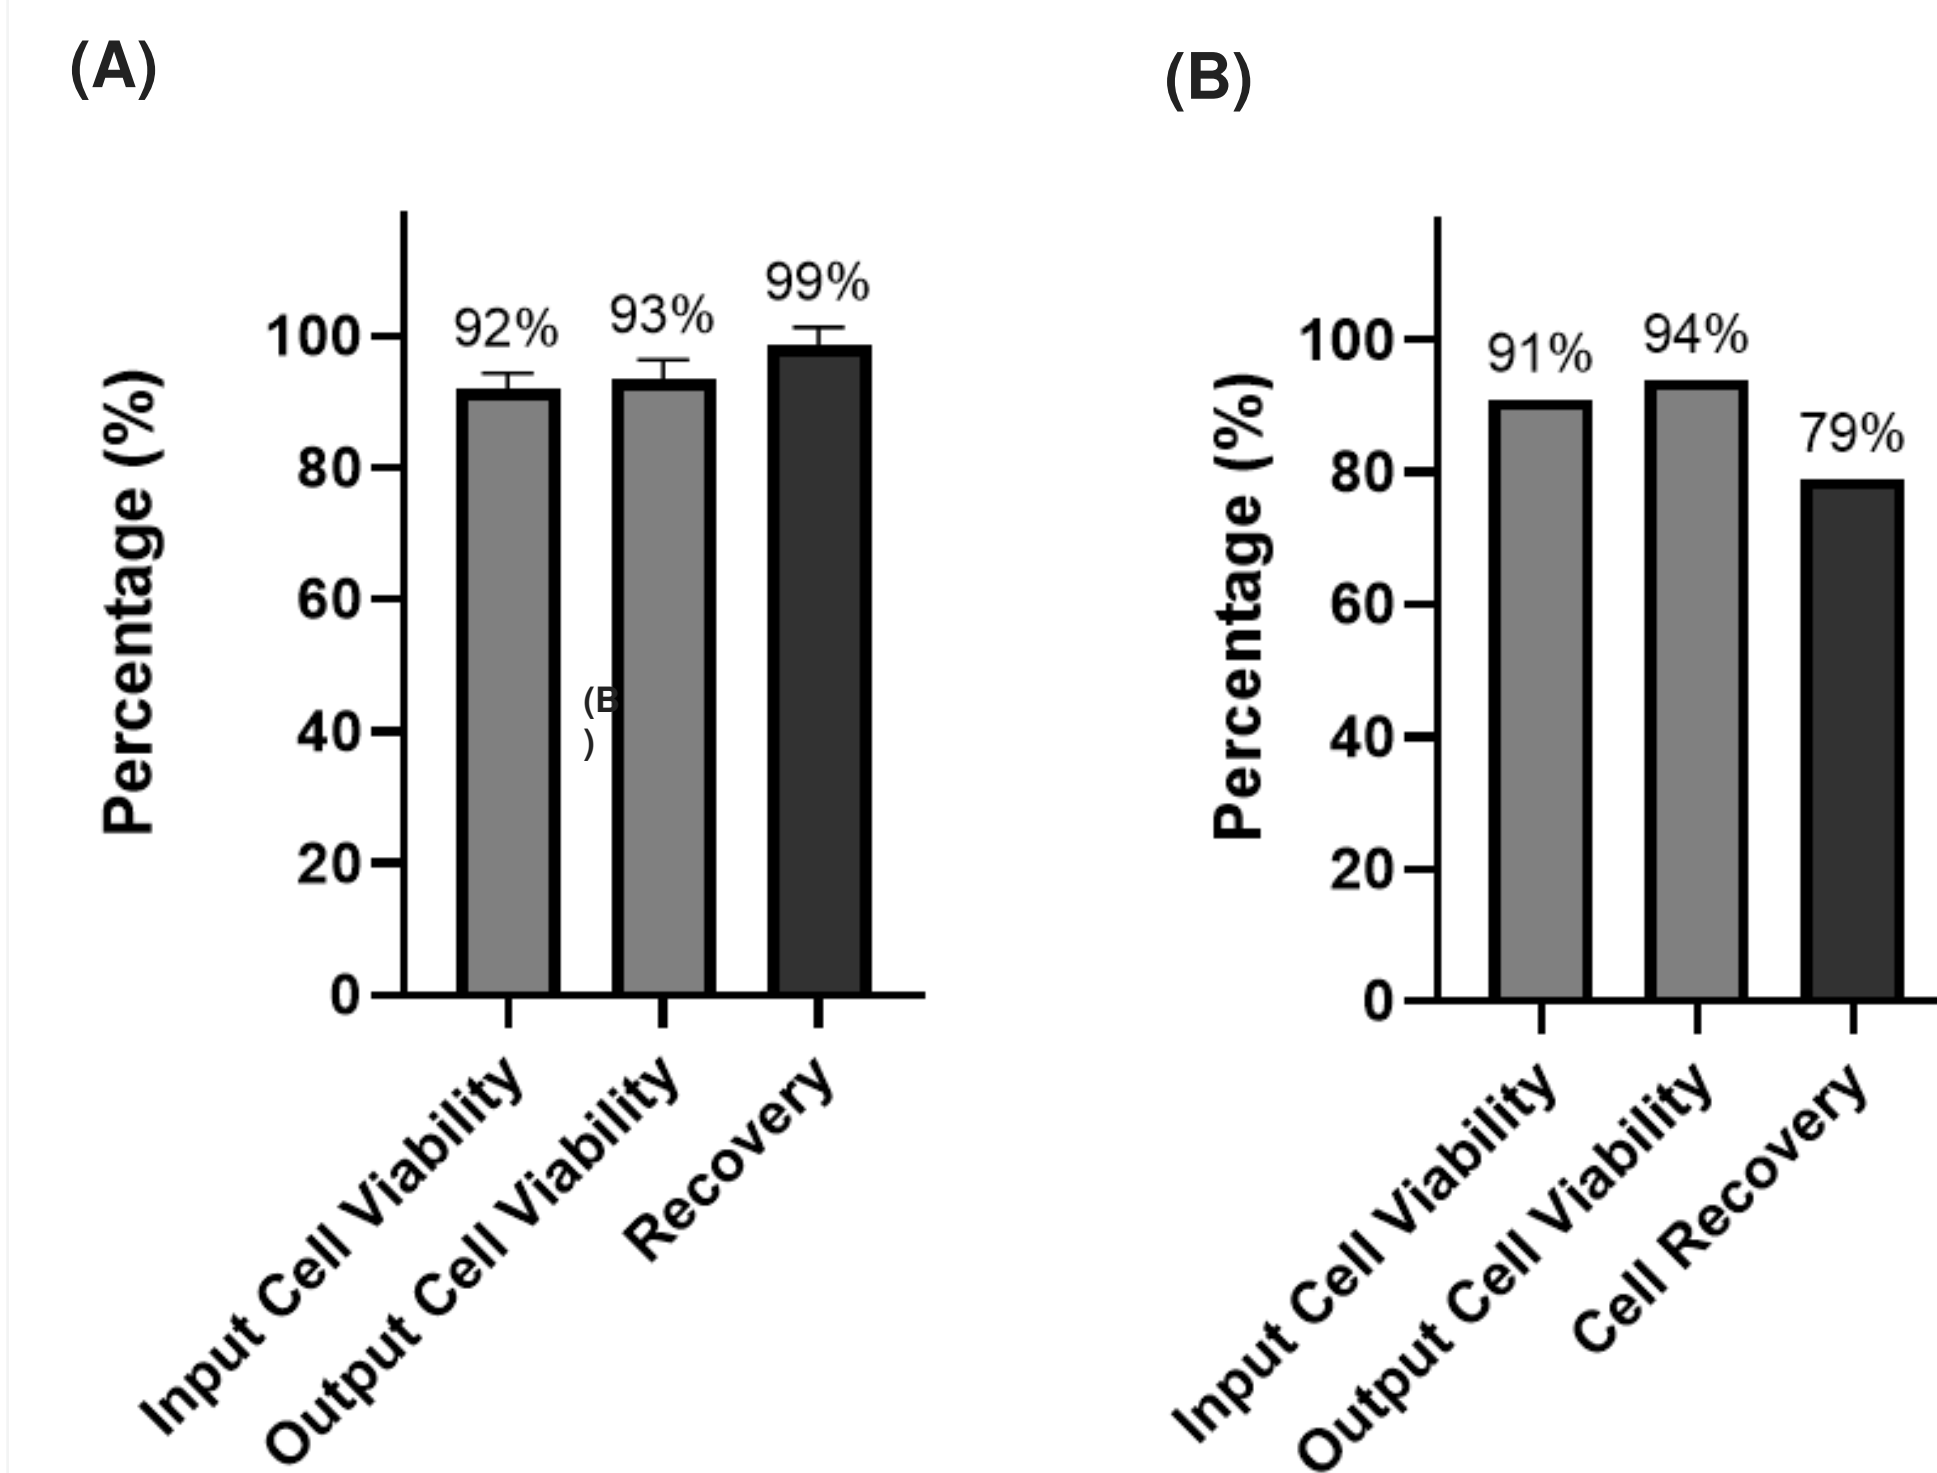 (A)
Percentage (%)
100
80
60
40
20
0
92%
93%
99%
(B
)
Input Cell Viability
Output Cell Viability
Recovery
(B)
Percentage (%)
100
80
60
40
20
0
91%
94%
79%
Input Cell Viability
Output Cell Viability
Cell Recovery